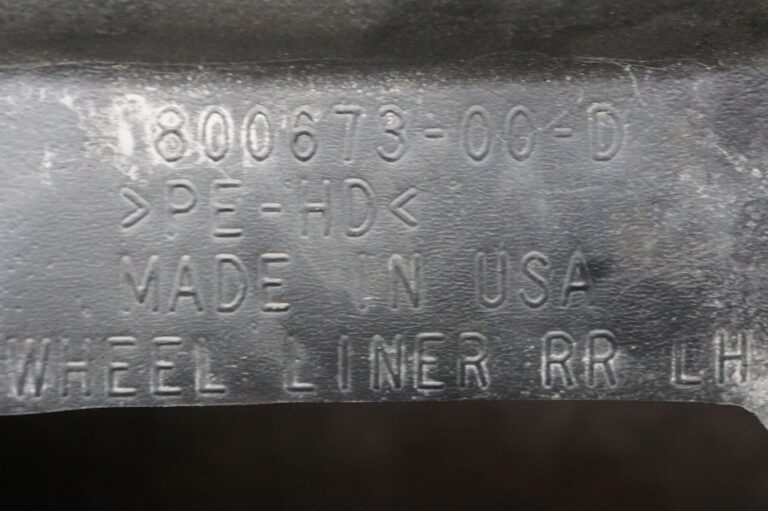 1800673-00-D
>PE-HD<
MADE IN USA
WHEEL LINER RR LH